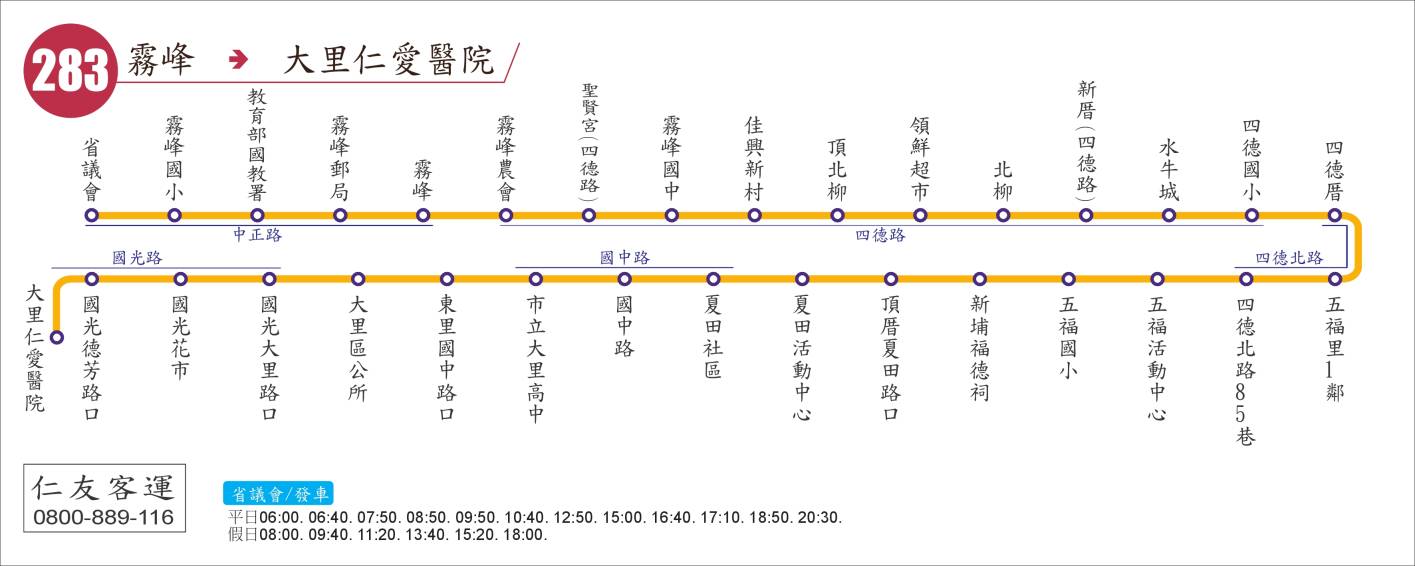 283 霧峰 → 大里仁愛醫院
省議會
霧峰國小
教育部國教署
霧峰郵局
霧峰
霧峰農會
聖賢宮(四德路)
霧峰國中
佳興新村
頂北柳
領鮮超市
北柳
新厝(四德路)
水牛城
四德國小
四德厝
中正路
四德路
四德北路
國中路
國光路
五福里1鄰
四德北路85巷
五福活動中心
五福國小
新埔福德祠
頂厝夏田路口
夏田活動中心
夏田社區
國中路
市立大里高中
東里國中路口
大里區公所
國光大里路口
國光花市
國光德芳路口
大里仁愛醫院
仁友客運
0800-889-116
省議會/發車
平日06:00. 06:40. 07:50. 08:50. 09:50. 10:40. 12:50. 15:00. 16:40. 17:10. 18:50. 20:30.
假日08:00. 09:40. 11:20. 13:40. 15:20. 18:00.